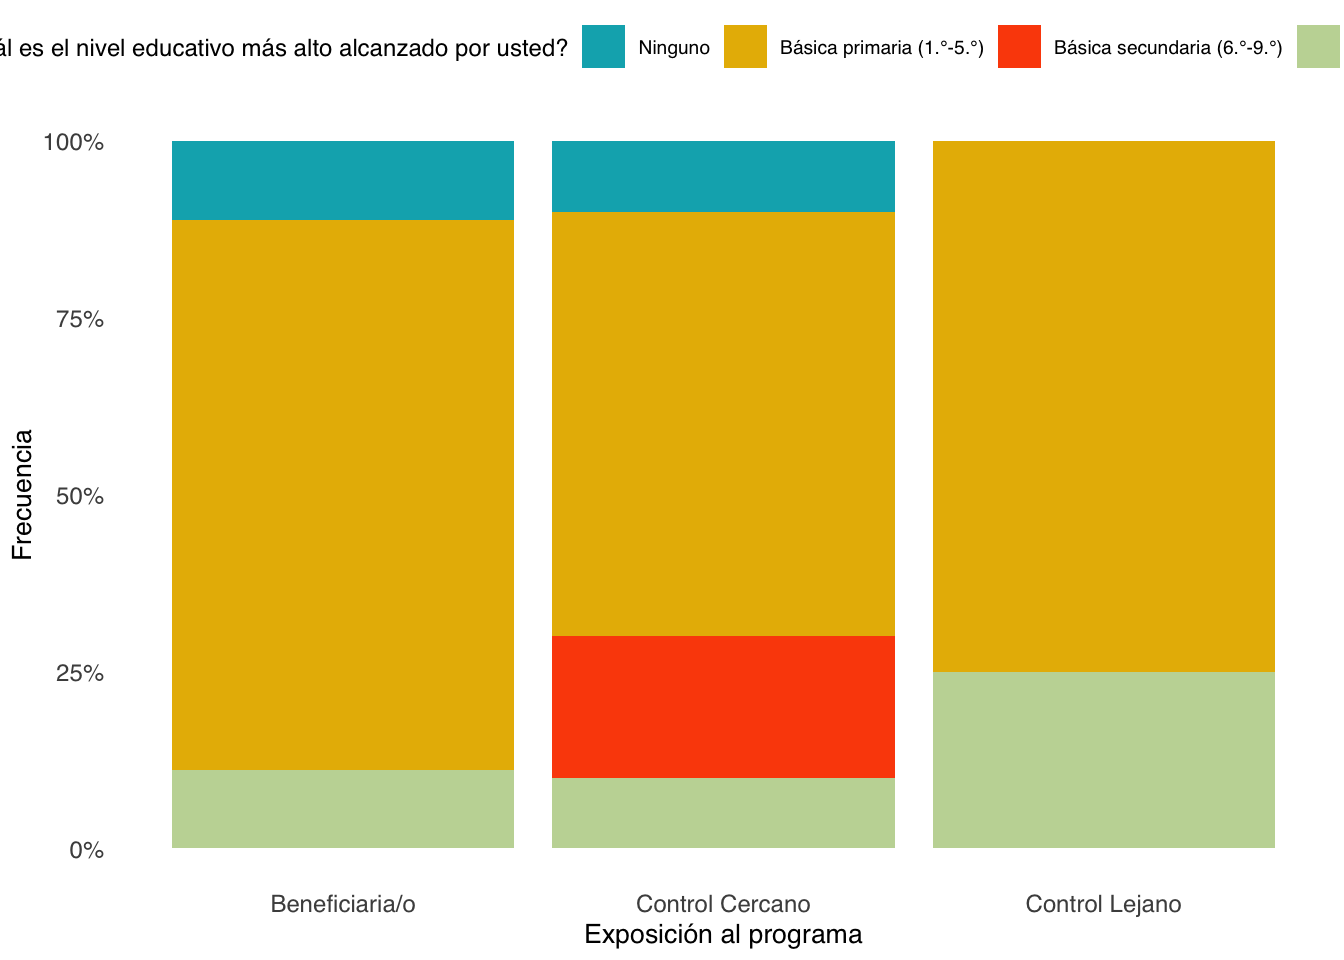 es el nivel educativo más alto alcanzado por usted? Ninguno Básica primaria (1.°-5.°) Básica secundaria (6.°-9.°)
100%
75%
50%
25%
0%
Frecuencia
Beneficiaria/o Control Cercano Control Lejano
Exposición al programa